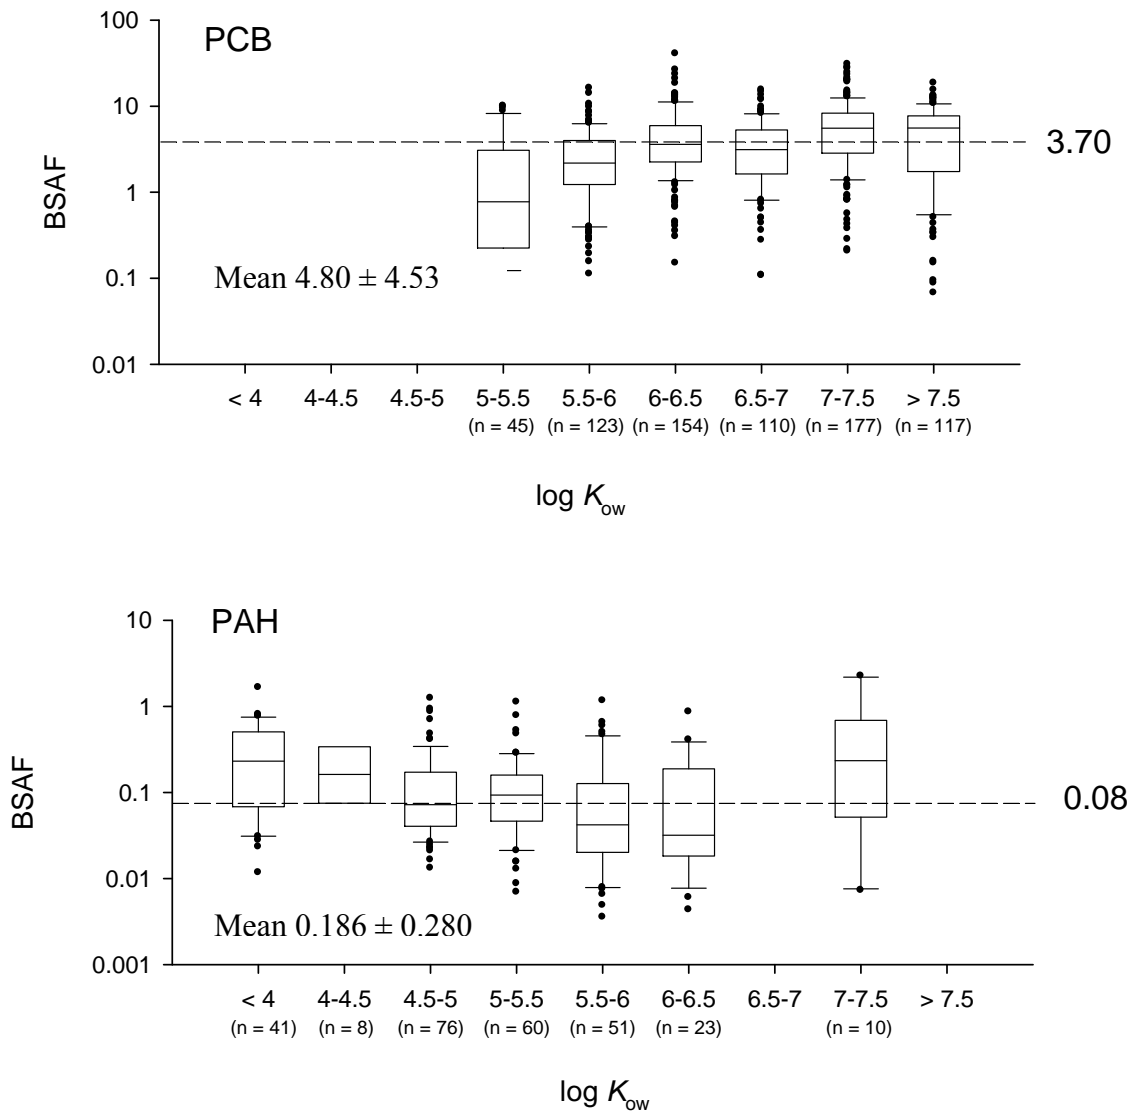 100
PCB
10
3.70
1
BSAF
0.1
Mean 4.80 ± 4.53
0.01
< 4 4-4.5 4.5-5 5-5.5 5.5-6 6-6.5 6.5-7 7-7.5 > 7.5
(n = 45) (n = 123) (n = 154) (n = 110) (n = 177) (n = 117)
log Kow
10
PAH
1
BSAF
0.1
0.08
0.01
Mean 0.186 ± 0.280
0.001
< 4 4-4.5 4.5-5 5-5.5 5.5-6 6-6.5 6.5-7 7-7.5 > 7.5
(n = 41) (n = 8) (n = 76) (n = 60) (n = 51) (n = 23) (n = 10)
log Kow